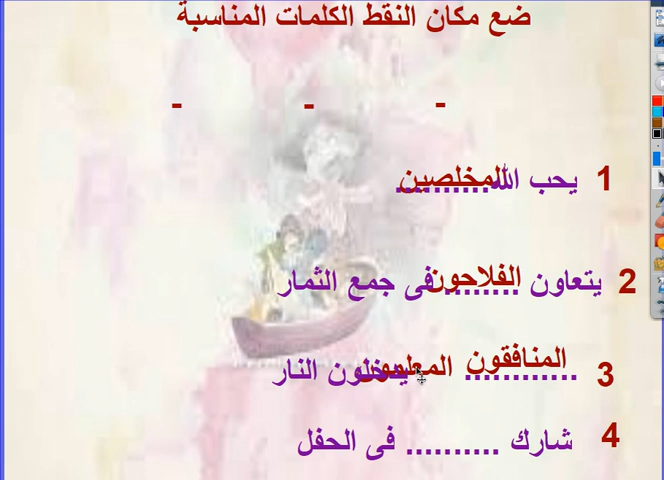 ضع مكان النقط الكلمات المناسبة
- - -
1 يحب الله..........المخلصين
2 يتعاون ........ الفلاحون فى جمع الثمار
3 ............ المنافقون المعلمون يدخلون النار
4 شارك .......... فى الحفل